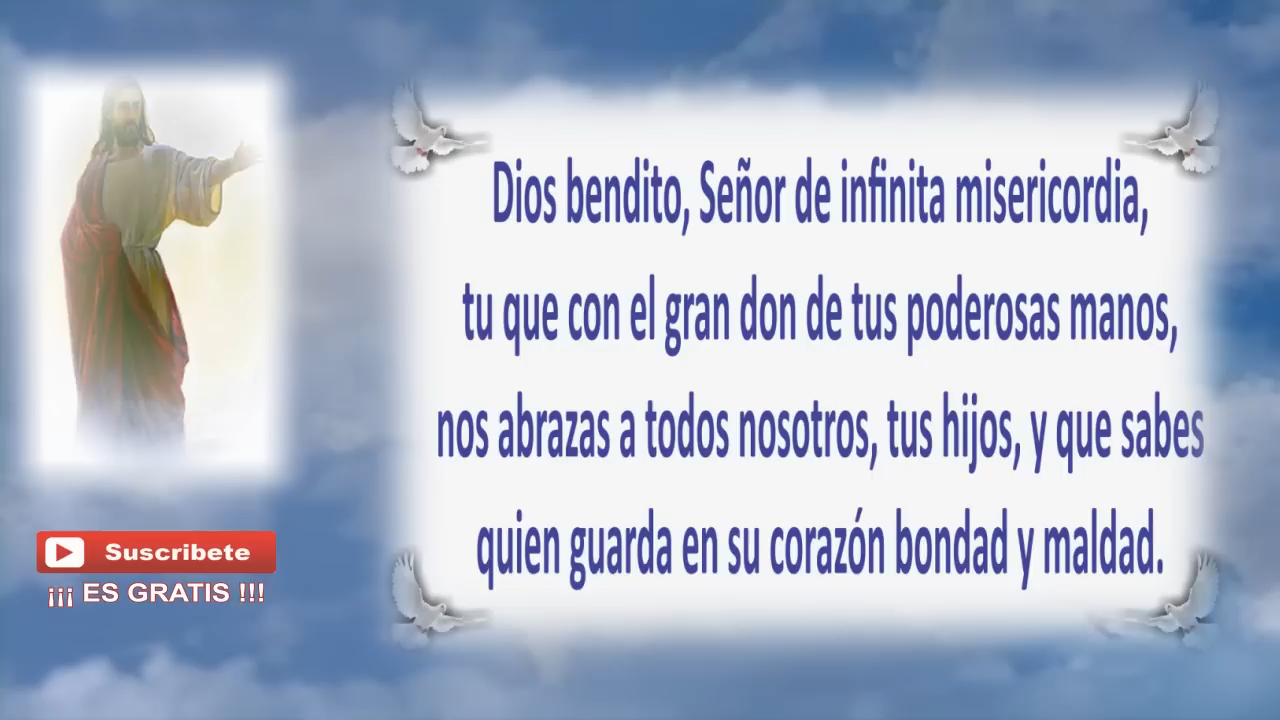 Dios bendito, Señor de infinita misericordia,
tu que con el gran don de tus poderosas manos,
nos abrazas a todos nosotros, tus hijos, y que sabes
quien guarda en su corazón bondad y maldad.
Suscribete
¡¡¡ ES GRATIS !!!